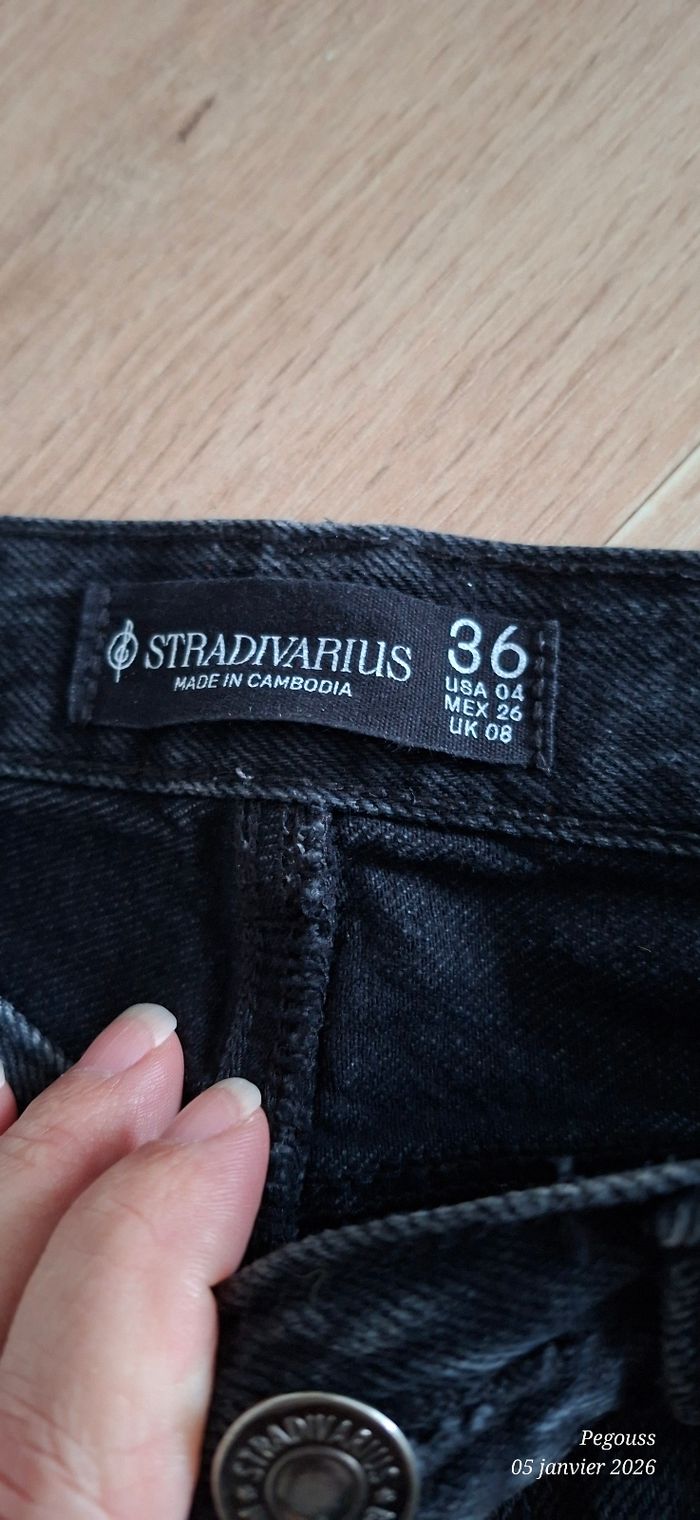 STRADIVARIUS
MADE IN CAMBODIA
36
USA 04
MEX 26
UK 08
STRADIVARIUS
Pegouss
05 janvier 2026